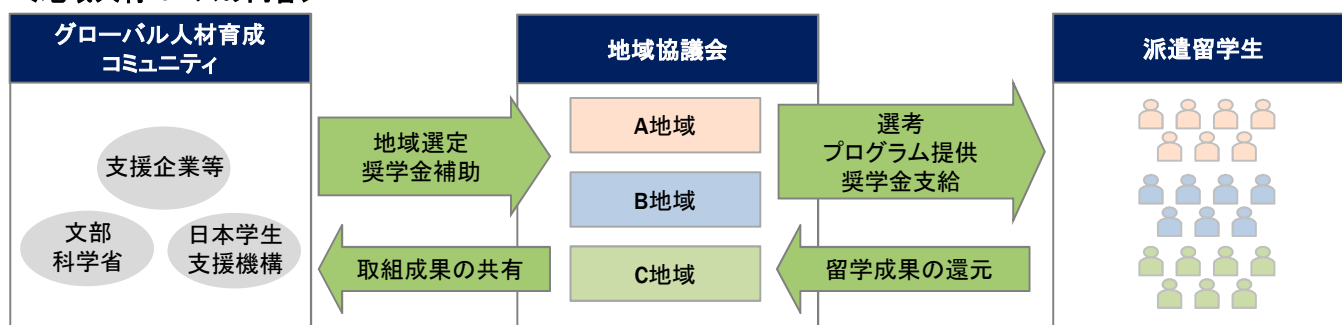 グローバル人材育成
コミュニティ
地域協議会
派遣留学生
支援企業等
文部
科学省
日本学生
支援機構
地域選定
奨学金補助
取組成果の共有
A地域
B地域
C地域
選考
プログラム提供
奨学金支給
留学成果の還元